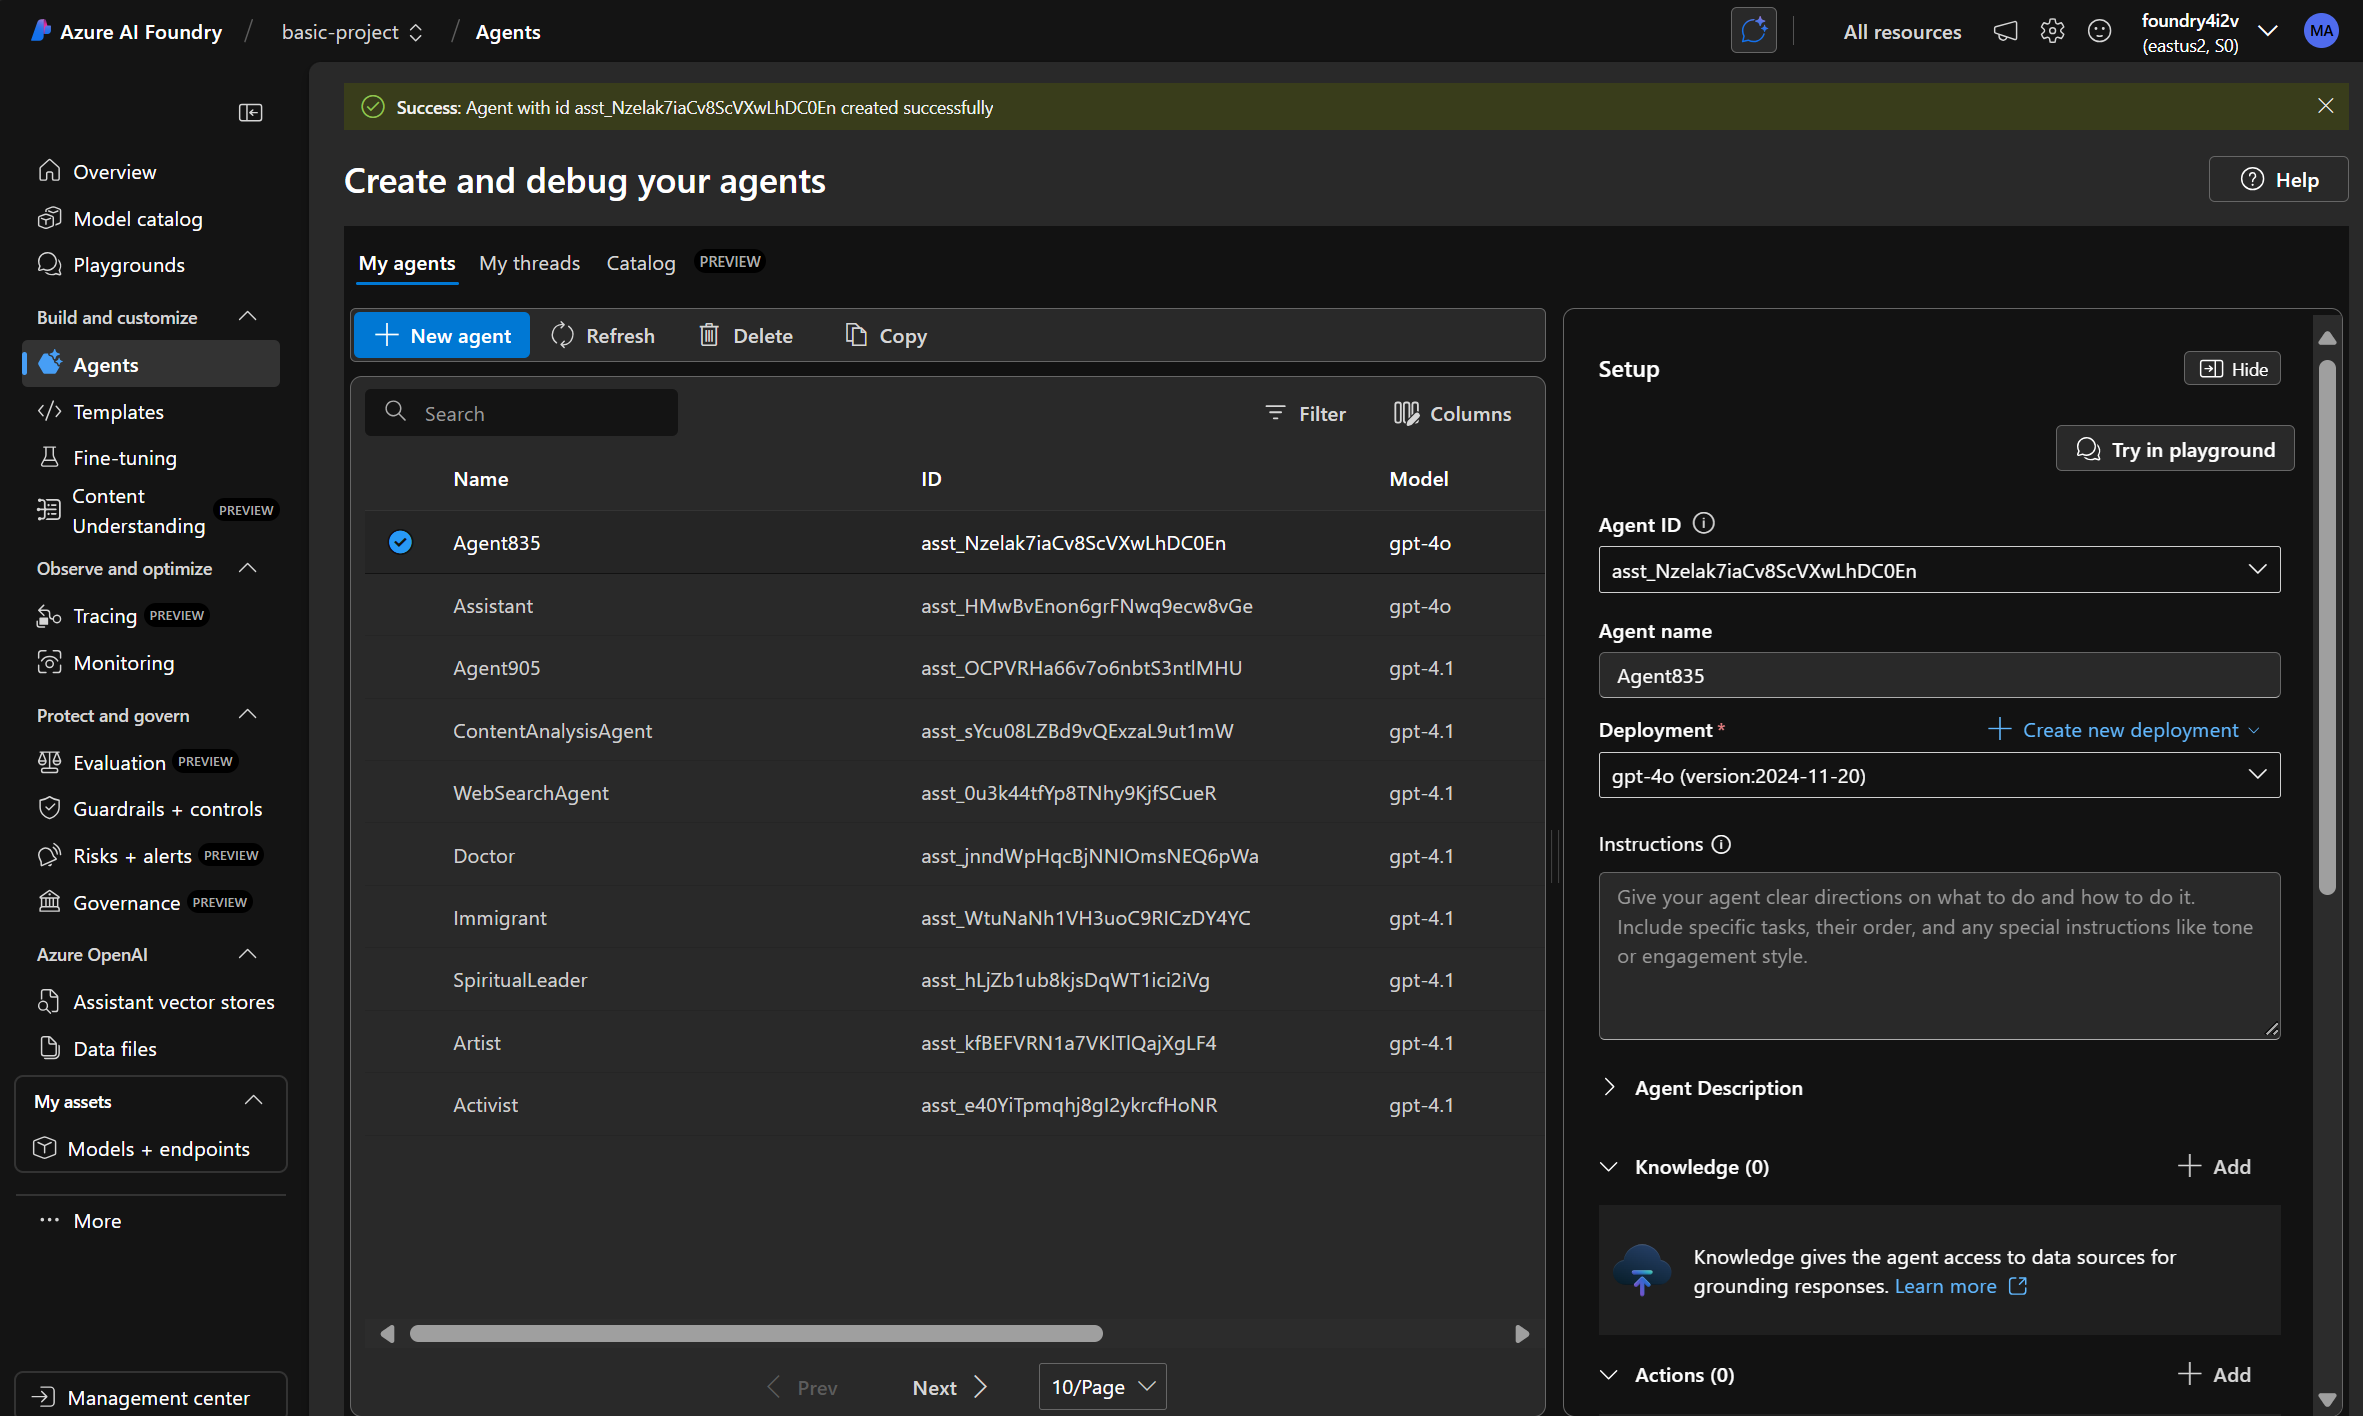 Azure AI Foundry / basic-project / Agents
All resources
foundry4i2v
(eastus2, S0)
MA
Success: Agent with id asst_Nzelak7iaCv8ScVXwLhDC0En created successfully
Overview
Model catalog
Playgrounds
Build and customize
Agents
Templates
Fine-tuning
Content
Understanding
PREVIEW
Observe and optimize
Tracing PREVIEW
Monitoring
Protect and govern
Evaluation PREVIEW
Guardrails + controls
Risks + alerts PREVIEW
Governance PREVIEW
Azure OpenAI
Assistant vector stores
Data files
My assets
Models + endpoints
More
Management center
Create and debug your agents
Help
My agents My threads Catalog PREVIEW
New agent Refresh Delete Copy
Search Filter Columns
Name ID Model
Agent835 asst_Nzelak7iaCv8ScVXwLhDC0En gpt-4o
Assistant asst_HMwBvEnon6grFNwq9ecw8vGe gpt-4o
Agent905 asst_OCPVRHa66v7o6nbtS3ntlMHU gpt-4.1
ContentAnalysisAgent asst_sYcu08LZBd9vQExzaL9ut1mW gpt-4.1
WebSearchAgent asst_0u3k44tfYp8TNhy9KjfSCueR gpt-4.1
Doctor asst_jnndWpHqcBjNNIOmsNEQ6pWa gpt-4.1
Immigrant asst_WtuNaNh1VH3uoC9RICzDY4YC gpt-4.1
SpiritualLeader asst_hLjZb1ub8kjsDqWT1ici2iVg gpt-4.1
Artist asst_kfBEFVRN1a7VKlTlQajXgLF4 gpt-4.1
Activist asst_e40YiTpmqhj8gI2ykrcfHoNR gpt-4.1
Prev Next 10/Page
Setup
Hide
Try in playground
Agent ID
asst_Nzelak7iaCv8ScVXwLhDC0En
Agent name
Agent835
Deployment * Create new deployment
gpt-4o (version:2024-11-20)
Instructions
Give your agent clear directions on what to do and how to do it.
Include specific tasks, their order, and any special instructions like tone
or engagement style.
Agent Description
Knowledge (0) Add
Knowledge gives the agent access to data sources for
grounding responses. Learn more
Actions (0) Add